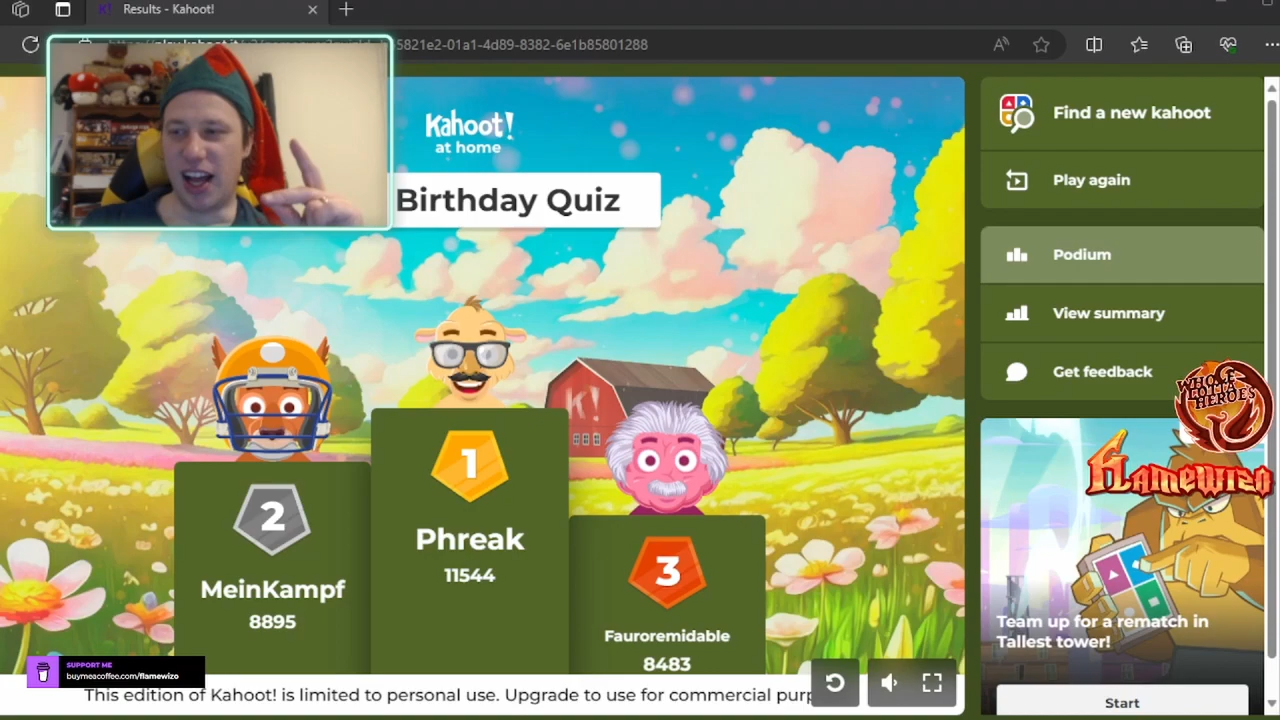 Results - Kahoot!
5821e2-01a1-4d89-8382-6e1b85801288
Kahoot!
at home
Birthday Quiz
1
Phreak
11544
2
MeinKampf
8895
3
Fauroremidable
8483
k!
Find a new kahoot
Play again
Podium
View summary
Get feedback
WHOLE
LOTTA
HEROES
FLAMEWIZO
Team up for a rematch in
Tallest tower!
Start
SUPPORT ME
buymeacoffee.com/flamewizo
This edition of Kahoot! is limited to personal use. Upgrade to use for commercial